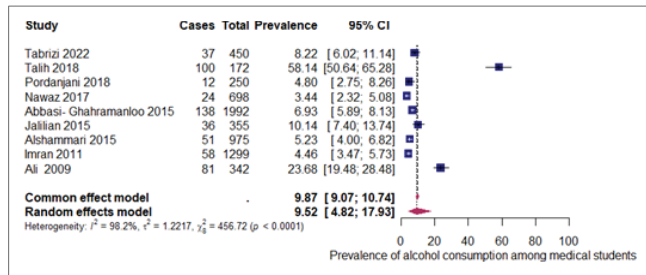 Study Cases Total Prevalence 95% CI
Tabrizi 2022 37 450 8.22 [ 6.02; 11.14]
Talih 2018 100 172 58.14 [50.64; 65.28]
Pordanjani 2018 12 250 4.80 [ 2.75; 8.26]
Nawaz 2017 24 698 3.44 [ 2.32; 5.08]
Abbasi- Ghahramanloo 2015 138 1992 6.93 [ 5.89; 8.13]
Jalilian 2015 36 355 10.14 [ 7.40; 13.74]
Alshammari 2015 51 975 5.23 [ 4.00; 6.82]
Imran 2011 58 1299 4.46 [ 3.47; 5.73]
Ali 2009 81 342 23.68 [19.48; 28.48]
Common effect model . 9.87 [ 9.07; 10.74]
Random effects model 9.52 [ 4.82; 17.93]
Heterogeneity: I² = 98.2%, τ² = 1.2217, χ²₈ = 456.72 (p < 0.0001)
0 20 40 60 80 100
Prevalence of alcohol consumption among medical students